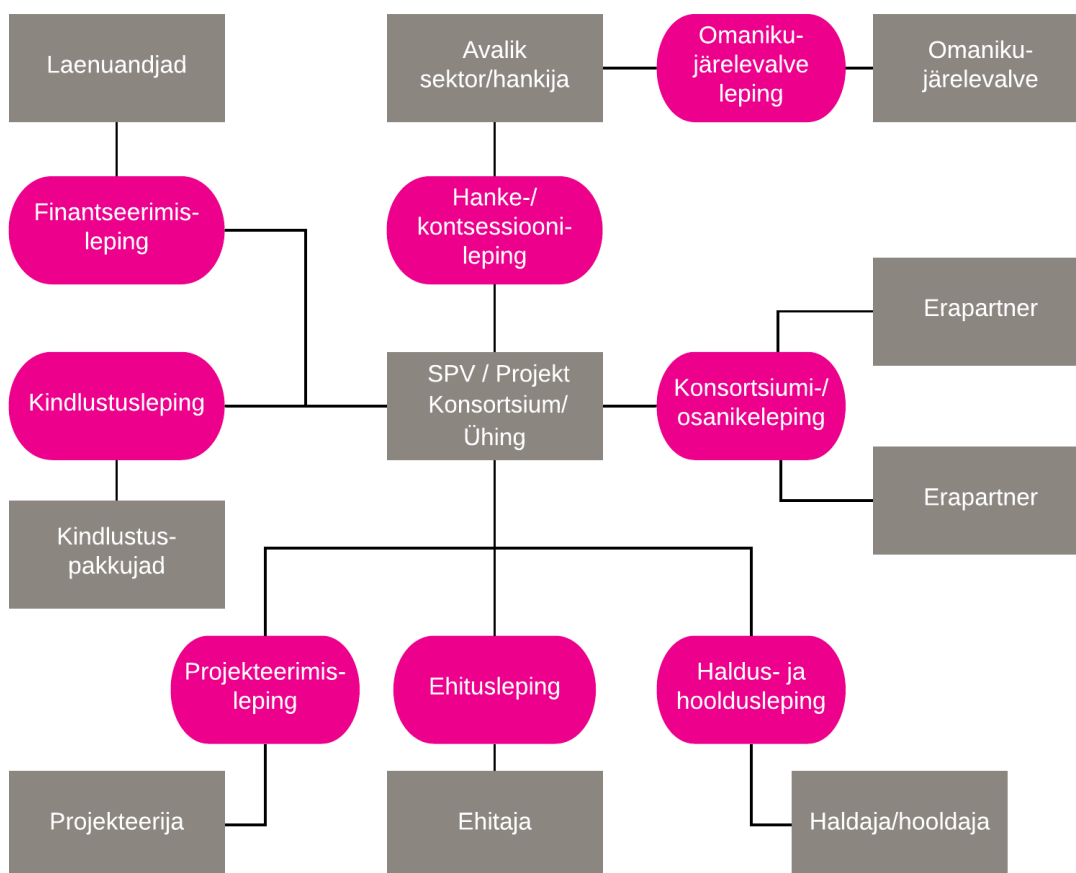 Laenuandjad
Avalik
sektor/hankija
Omaniku-
järelevalve
leping
Omaniku-
järelevalve
Finantseerimis-
leping
Hanke-/
kontsessiooni-
leping
Erapartner
Kindlustusleping
SPV / Projekt
Konsortsium/
Ühing
Konsortsiumi-/
osanikeleping
Erapartner
Kindlustus-
pakkujad
Projekteerimis-
leping
Ehitusleping
Haldus- ja
hooldusleping
Projekteerija
Ehitaja
Haldaja/hooldaja